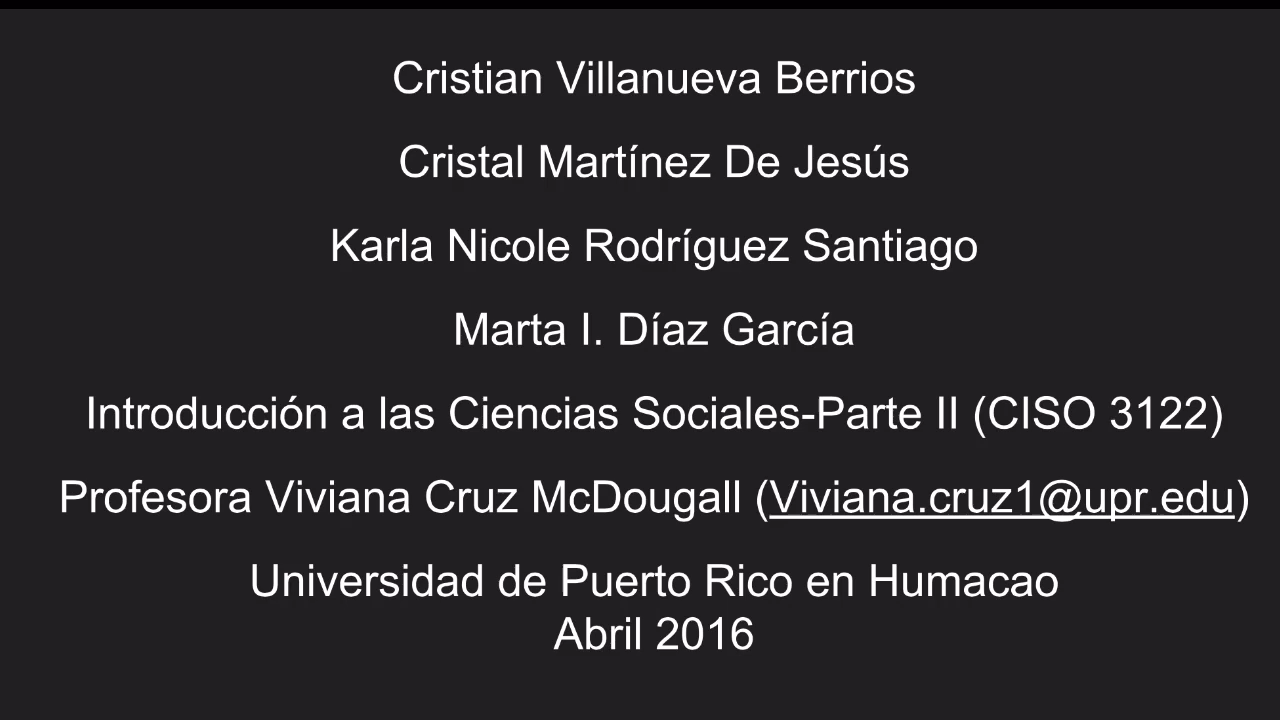 Cristian Villanueva Berrios
Cristal Martínez De Jesús
Karla Nicole Rodríguez Santiago
Marta I. Díaz García
Introducción a las Ciencias Sociales-Parte II (CISO 3122)
Profesora Viviana Cruz McDougall (Viviana.cruz1@upr.edu)
Universidad de Puerto Rico en Humacao
Abril 2016